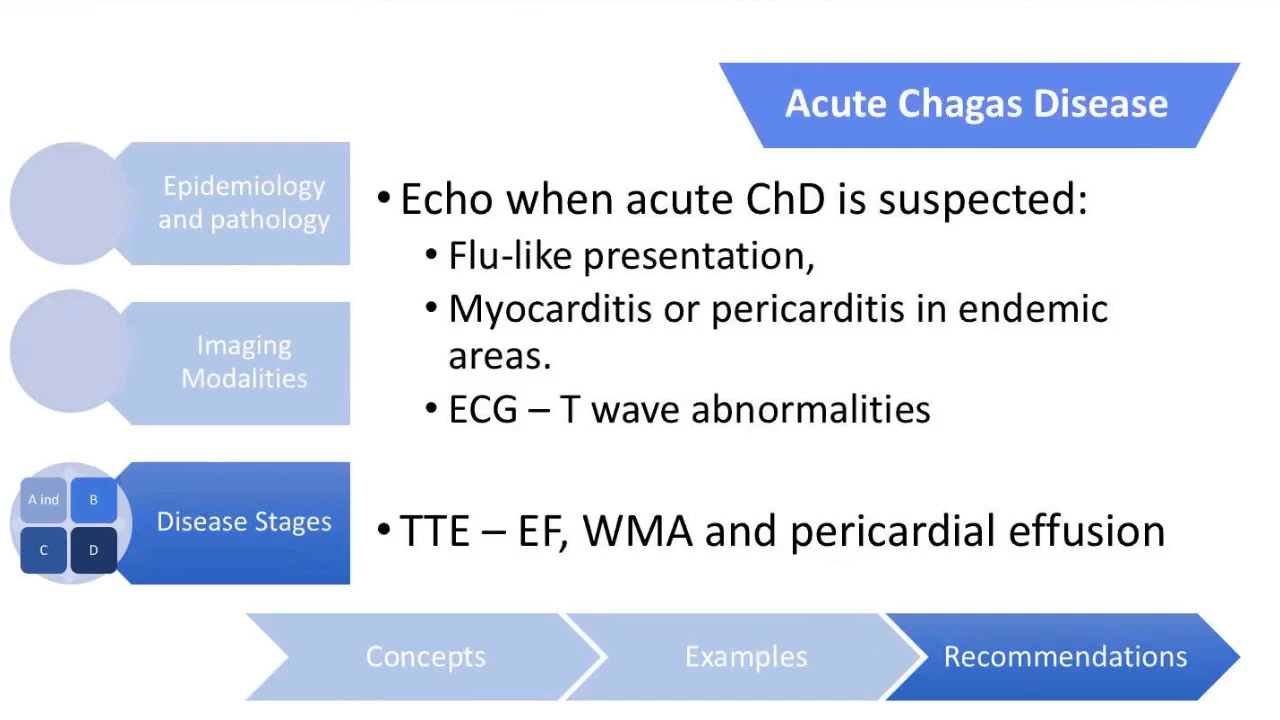 Acute Chagas Disease
Epidemiology
and pathology
Imaging
Modalities
A ind
B
C
D
Disease Stages
• Echo when acute ChD is suspected:
• Flu-like presentation,
• Myocarditis or pericarditis in endemic
areas.
• ECG – T wave abnormalities
• TTE – EF, WMA and pericardial effusion
Concepts
Examples
Recommendations